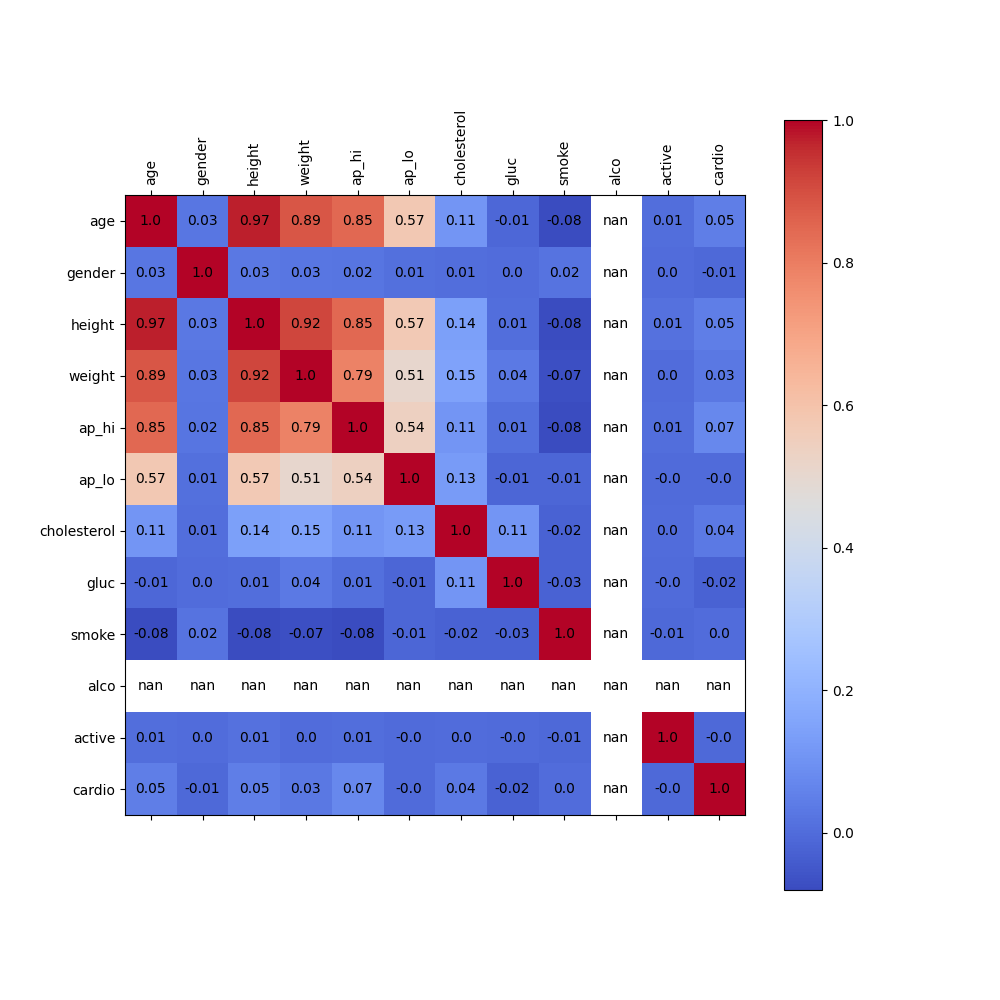 age gender height weight ap_hi ap_lo cholesterol gluc smoke alco active cardio
age 1.0 0.03 0.97 0.89 0.85 0.57 0.11 -0.01 -0.08 nan 0.01 0.05
gender 0.03 1.0 0.03 0.03 0.02 0.01 0.01 0.0 0.02 nan 0.0 -0.01
height 0.97 0.03 1.0 0.92 0.85 0.57 0.14 0.01 -0.08 nan 0.01 0.05
weight 0.89 0.03 0.92 1.0 0.79 0.51 0.15 0.04 -0.07 nan 0.0 0.03
ap_hi 0.85 0.02 0.85 0.79 1.0 0.54 0.11 0.01 -0.08 nan 0.01 0.07
ap_lo 0.57 0.01 0.57 0.51 0.54 1.0 0.13 -0.01 -0.01 nan -0.0 -0.0
cholesterol 0.11 0.01 0.14 0.15 0.11 0.13 1.0 0.11 -0.02 nan 0.0 0.04
gluc -0.01 0.0 0.01 0.04 0.01 -0.01 0.11 1.0 -0.03 nan -0.0 -0.02
smoke -0.08 0.02 -0.08 -0.07 -0.08 -0.01 -0.02 -0.03 1.0 nan -0.01 0.0
alco nan nan nan nan nan nan nan nan nan nan nan nan
active 0.01 0.0 0.01 0.0 0.01 -0.0 0.0 -0.0 -0.01 nan 1.0 -0.0
cardio 0.05 -0.01 0.05 0.03 0.07 -0.0 0.04 -0.02 0.0 nan -0.0 1.0
1.0
0.8
0.6
0.4
0.2
0.0